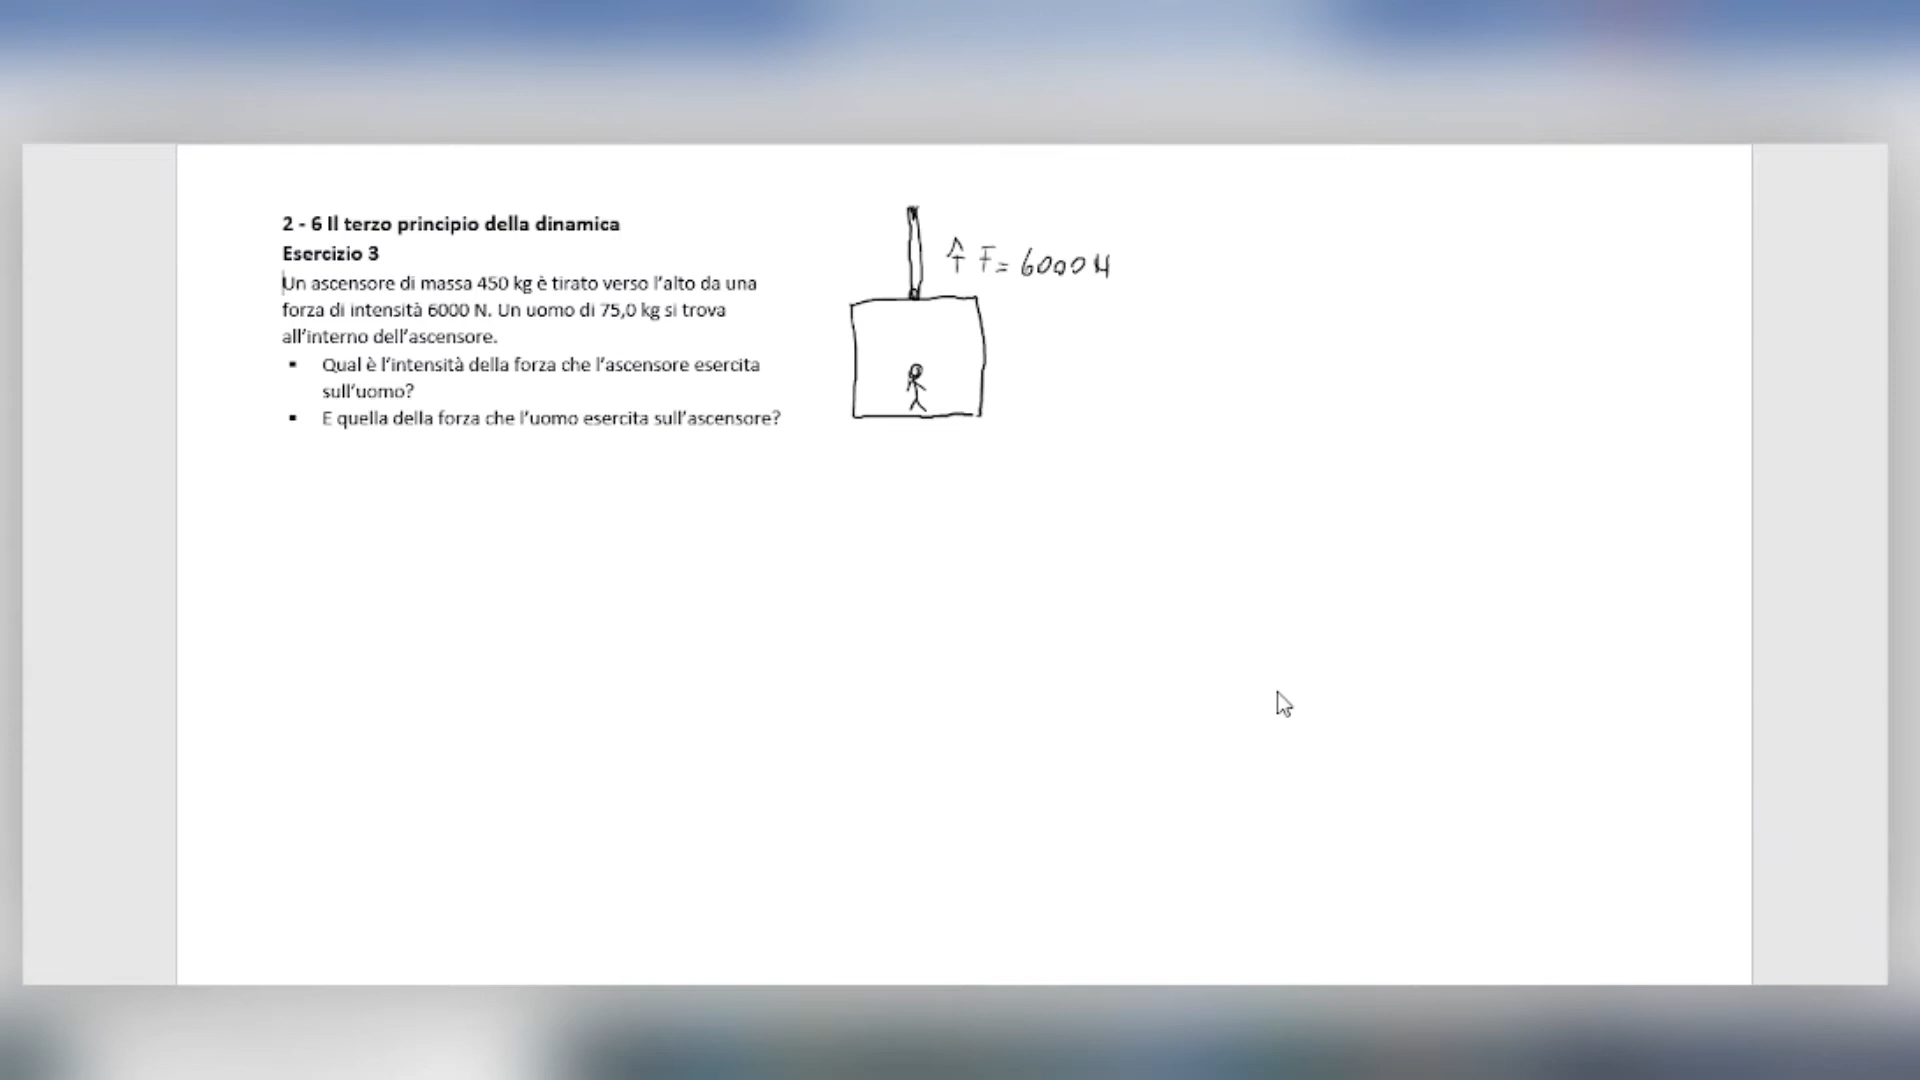 2 - 6 Il terzo principio della dinamica
Esercizio 3
Un ascensore di massa 450 kg è tirato verso l'alto da una
forza di intensità 6000 N. Un uomo di 75,0 kg si trova
all'interno dell'ascensore.
▪ Qual è l'intensità della forza che l'ascensore esercita
sull'uomo?
▪ E quella della forza che l'uomo esercita sull'ascensore?
↑ F = 6000 N